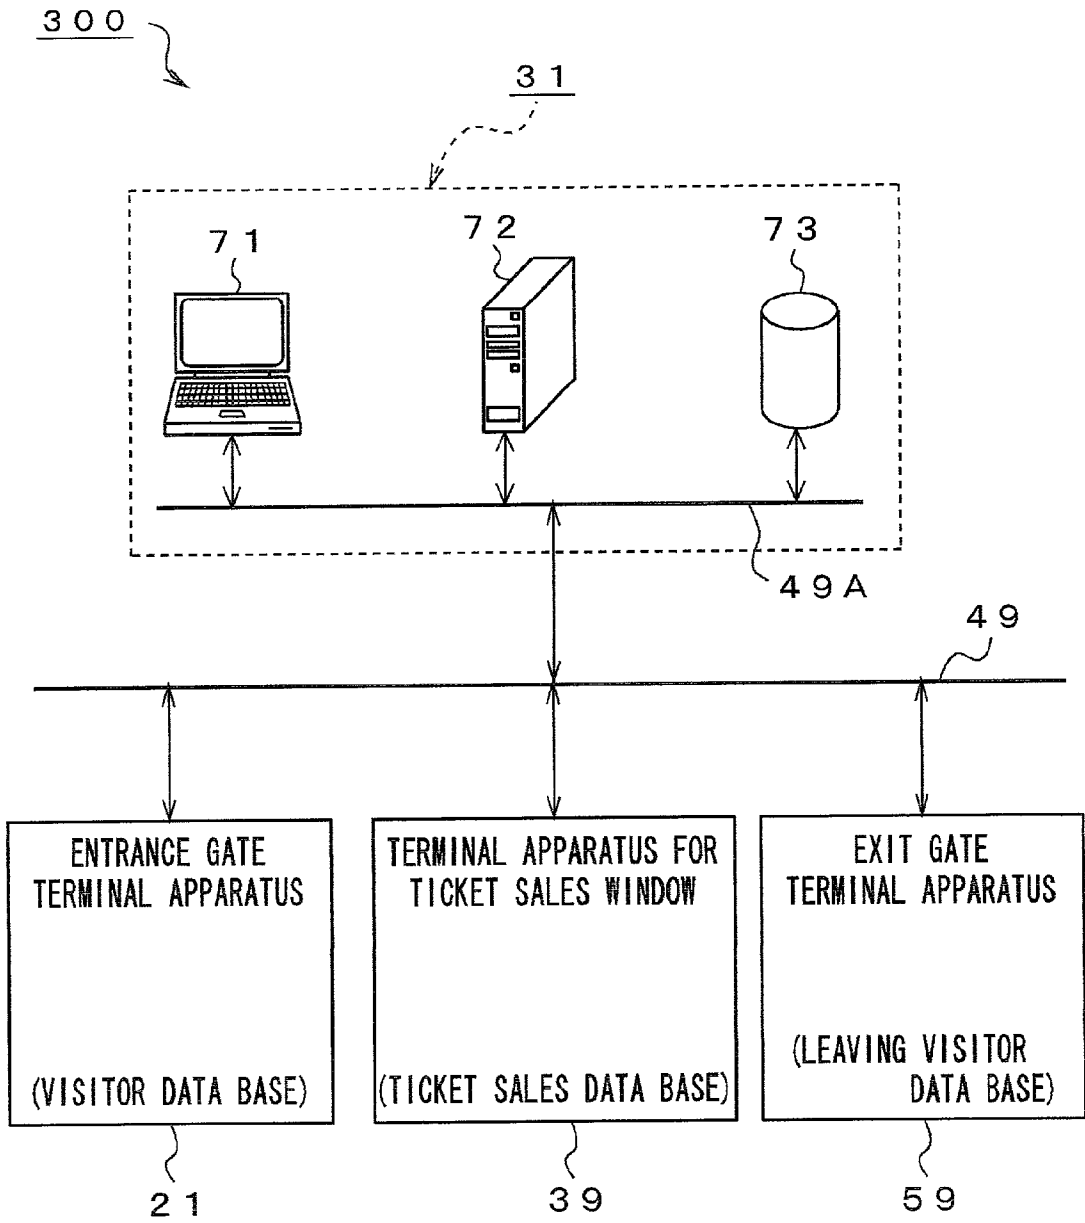 300
31
71
72
73
49A
49
ENTRANCE GATE
TERMINAL APPARATUS
(VISITOR DATA BASE)
TERMINAL APPARATUS FOR
TICKET SALES WINDOW
(TICKET SALES DATA BASE)
EXIT GATE
TERMINAL APPARATUS
(LEAVING VISITOR
DATA BASE)
21
39
59